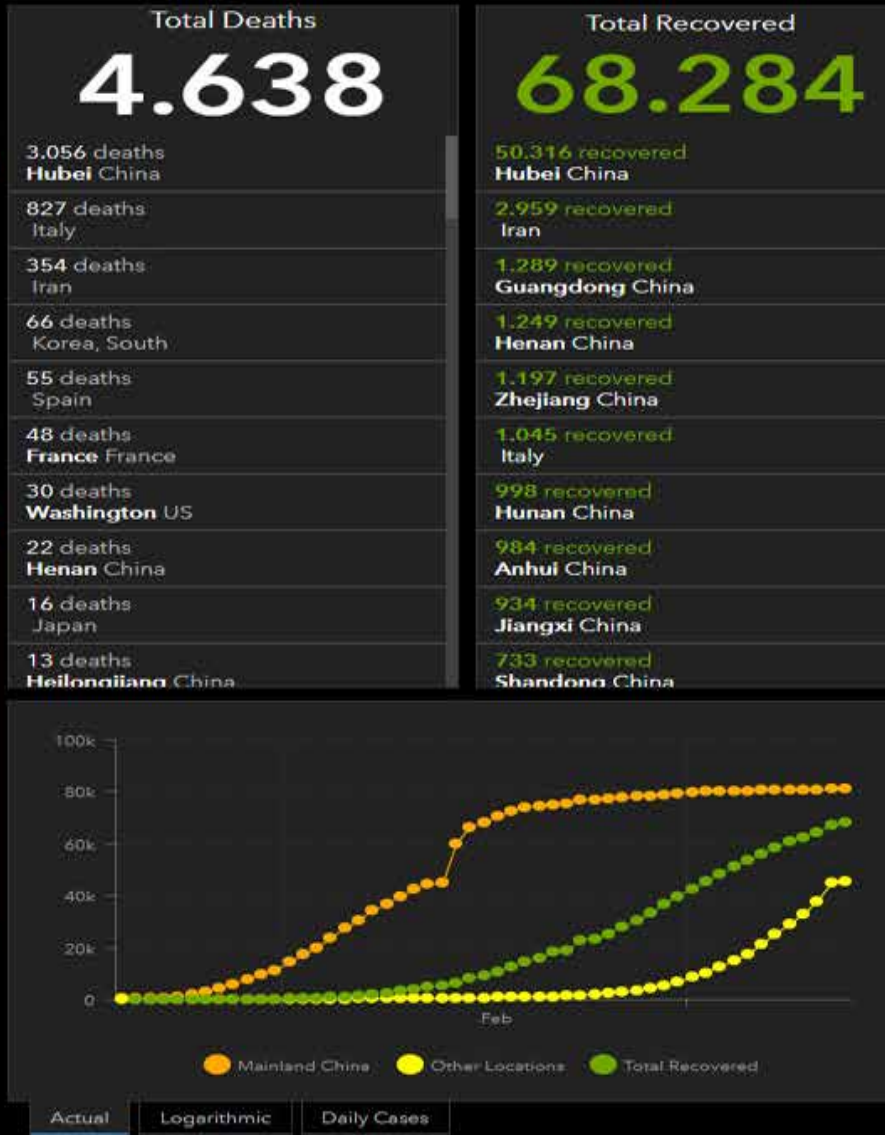 Total Deaths
4.638
3.056 deaths
Hubei China
827 deaths
Italy
354 deaths
Iran
66 deaths
Korea, South
55 deaths
Spain
48 deaths
France France
30 deaths
Washington US
22 deaths
Henan China
16 deaths
Japan
13 deaths
Heilongjiang China
Total Recovered
68.284
50.316 recovered
Hubei China
2.959 recovered
Iran
1.289 recovered
Guangdong China
1.249 recovered
Henan China
1.197 recovered
Zhejiang China
1.045 recovered
Italy
998 recovered
Hunan China
984 recovered
Anhui China
934 recovered
Jiangxi China
733 recovered
Shandong China
100k
80k
60k
40k
20k
0
Feb
Mainland China
Other Locations
Total Recovered
Actual
Logarithmic
Daily Cases